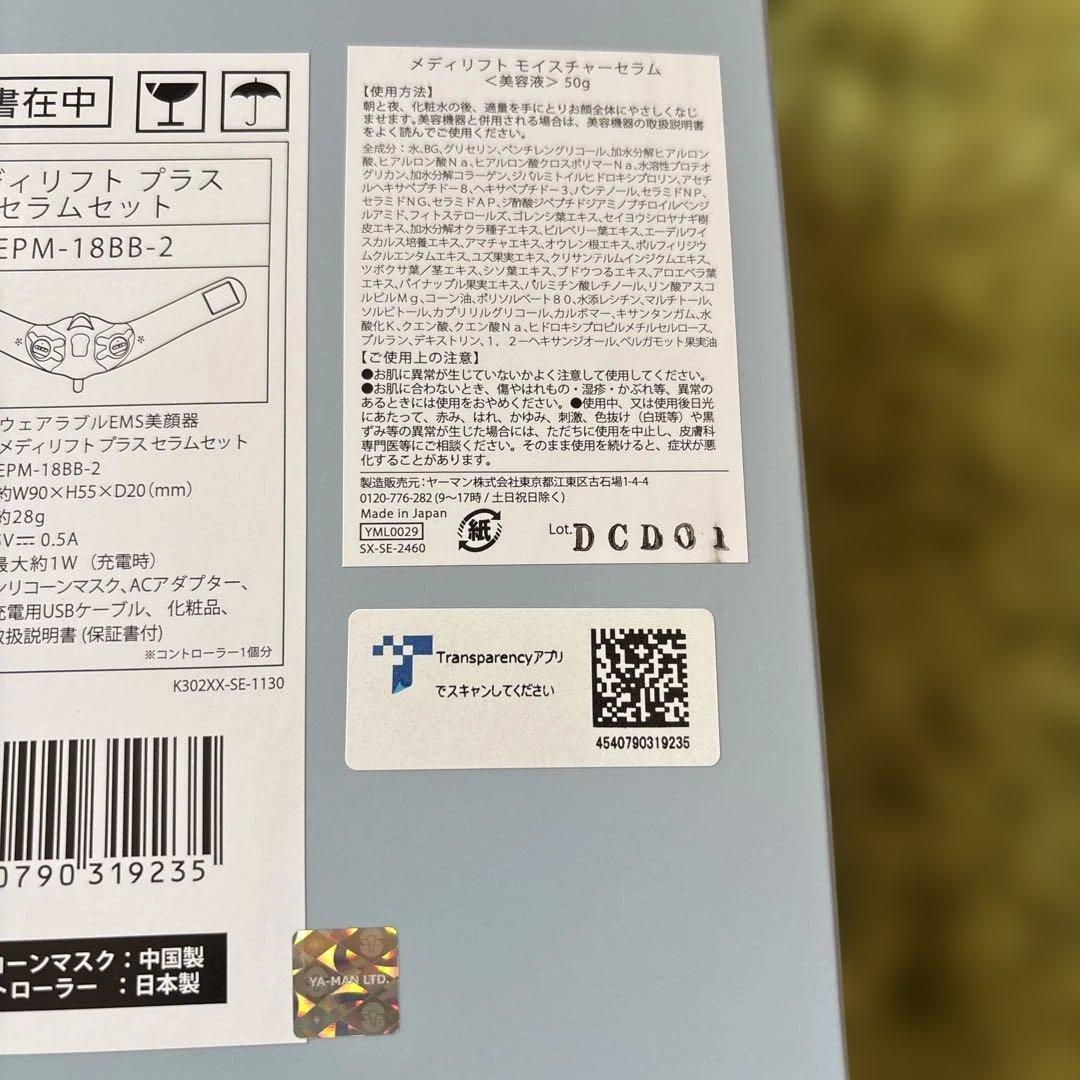 書在中
ディリフト プラス
セラムセット
EPM-18BB-2
ウェアラブルEMS美顔器
メディリフト プラス セラムセット
EPM-18BB-2
約W90×H55×D20(mm)
約28g
5V⎓ 0.5A
最大約1W（充電時）
シリコーンマスク、ACアダプター、
充電用USBケーブル、化粧品、
取扱説明書(保証書付)
※コントローラー1個分
K302XX-SE-1130
0790 319235
コーンマスク：中国製
トローラー ：日本製
YA-MAN LTD.
メディリフト モイスチャーセラム
＜美容液＞ 50g
【使用方法】
朝と夜、化粧水の後、適量を手にとりお顔全体にやさしくなじ
ませます。美容機器と併用される場合は、美容機器の取扱説明書
をよく読んでご使用ください。
全成分：水、BG、グリセリン、ペンチレングリコール、加水分解ヒアルロン
酸、ヒアルロン酸Ｎａ、ヒアルロン酸クロスポリマーＮａ、水溶性プロテオ
グリカン、加水分解コラーゲン、ジパルミトイルヒドロキシプロリン、アセチ
ルヘキサペプチド－８、ヘキサペプチド－３、パンテノール、セラミドＮＰ、
セラミドＮＧ、セラミドＡＰ、ジ酢酸ジペプチドジアミノブチロイルベンジ
ルアミド、フィトステロールズ、ゴレンシ葉エキス、セイヨウシロヤナギ樹
皮エキス、加水分解オクラ種子エキス、ビルベリー葉エキス、エーデルワイ
スカルス培養エキス、アマチャエキス、オウレン根エキス、ポルフィリジウ
ムクルエンタムエキス、ユズ果実エキス、クリサンテルムインジクムエキス、
ツボクサ葉／茎エキス、シソ葉エキス、ブドウつるエキス、アロエベラ葉
エキス、パイナップル果実エキス、パルミチン酸レチノール、リン酸アスコ
ルビルＭｇ、コーン油、ポリソルベート８０、水添レシチン、マルチトール、
ソルビトール、カプリリルグリコール、カルボマー、キサンタンガム、水
酸化Ｋ、クエン酸、クエン酸Ｎａ、ヒドロキシプロピルメチルセルロース、
プルラン、デキストリン、１，２－ヘキサンジオール、ベルガモット果実油
【ご使用上の注意】
●お肌に異常が生じていないかよく注意して使用してください。
●お肌に合わないとき、傷やはれもの・湿疹・かぶれ等、異常の
あるときには使用をおやめください。●使用中、又は使用後日光
にあたって、赤み、はれ、かゆみ、刺激、色抜け（白斑等）や黒
ずみ等の異常が生じた場合には、ただちに使用を中止し、皮膚科
専門医等にご相談ください。そのまま使用を続けると、症状が悪
化することがあります。
製造販売元：ヤーマン株式会社東京都江東区古石場1-4-4
0120-776-282（9～17時 / 土日祝日除く）
Made in Japan
YML0029
SX-SE-2460
紙
Lot. DCD01
Transparencyアプリ
でスキャンしてください
4540790319235